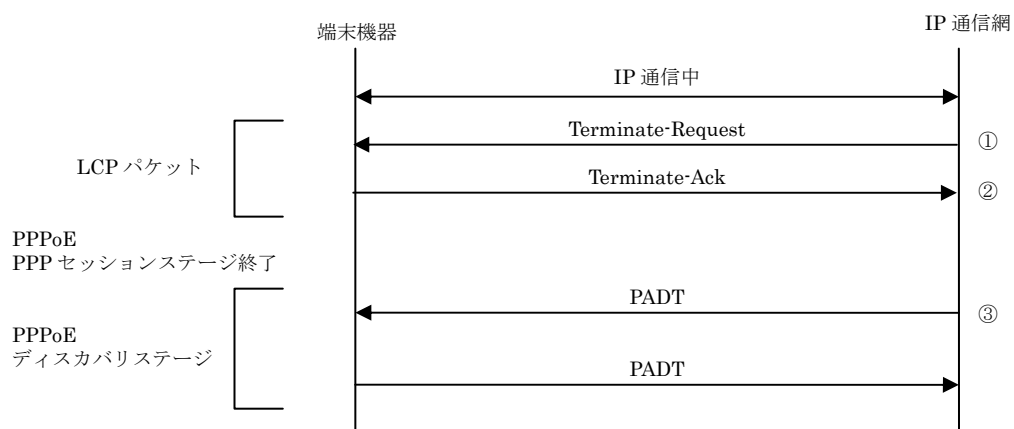 端末機器
IP 通信網
IP 通信中
Terminate-Request
①
LCP パケット
Terminate-Ack
②
PPPoE
PPP セッションステージ終了
PADT
③
PPPoE
ディスカバリステージ
PADT